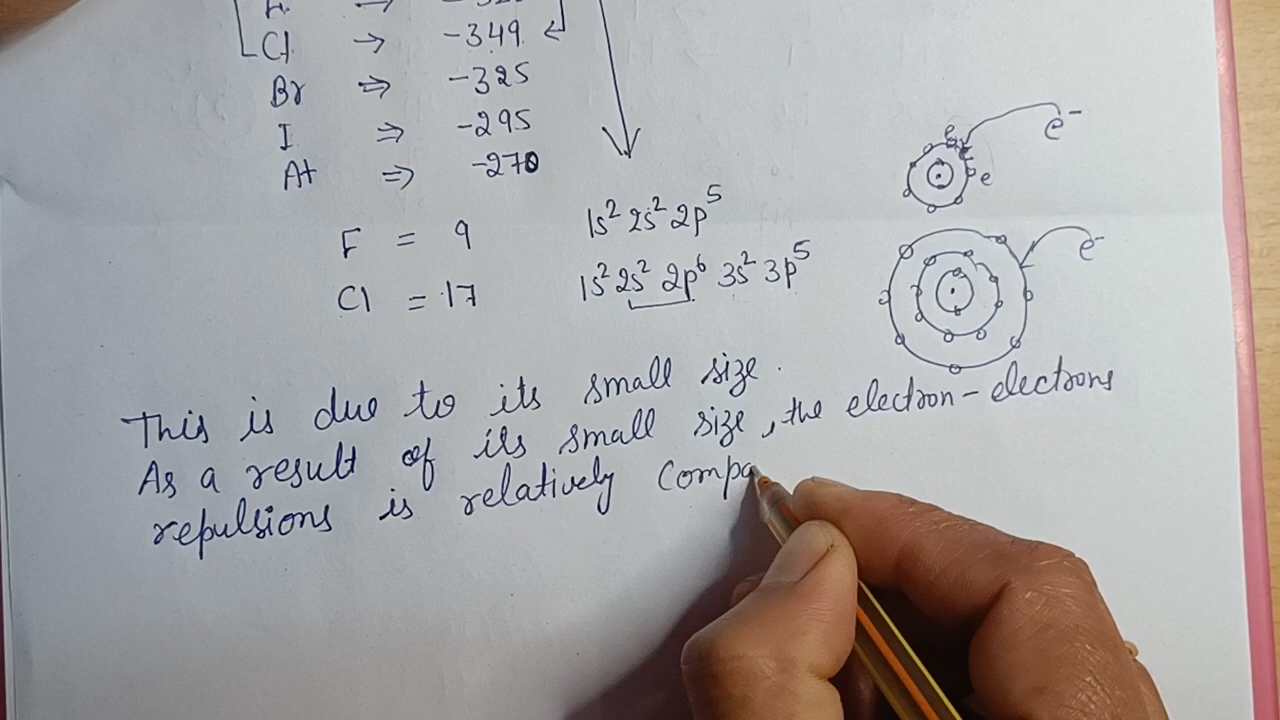 Cl → -349
Br ⇒ -325
I ⇒ -295
At ⇒ -270
F = 9 1s² 2s² 2p⁵
Cl = 17 1s² 2s² 2p⁶ 3s² 3p⁵
e e⁻
e
e⁻
This is due to its small size.
As a result of its small size, the electron-electrons
repulsions is relatively compa